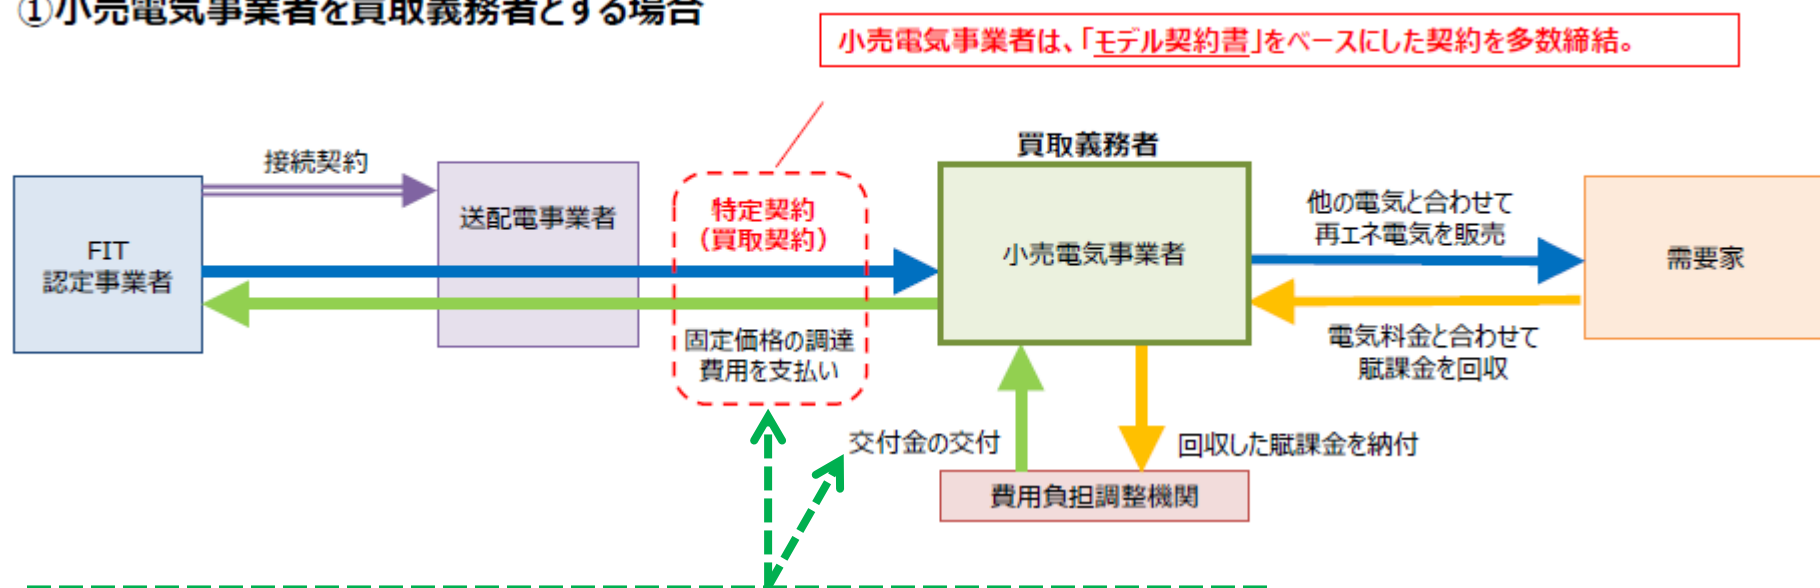 ①小売電気事業者を買取義務者とする場合
小売電気事業者は、「モデル契約書」をベースにした契約を多数締結。
買取義務者
接続契約
FIT
認定事業者
送配電事業者
特定契約
（買取契約）
固定価格の調達
費用を支払い
小売電気事業者
他の電気と合わせて
再エネ電気を販売
需要家
電気料金と合わせて
賦課金を回収
交付金の交付
回収した賦課金を納付
費用負担調整機関